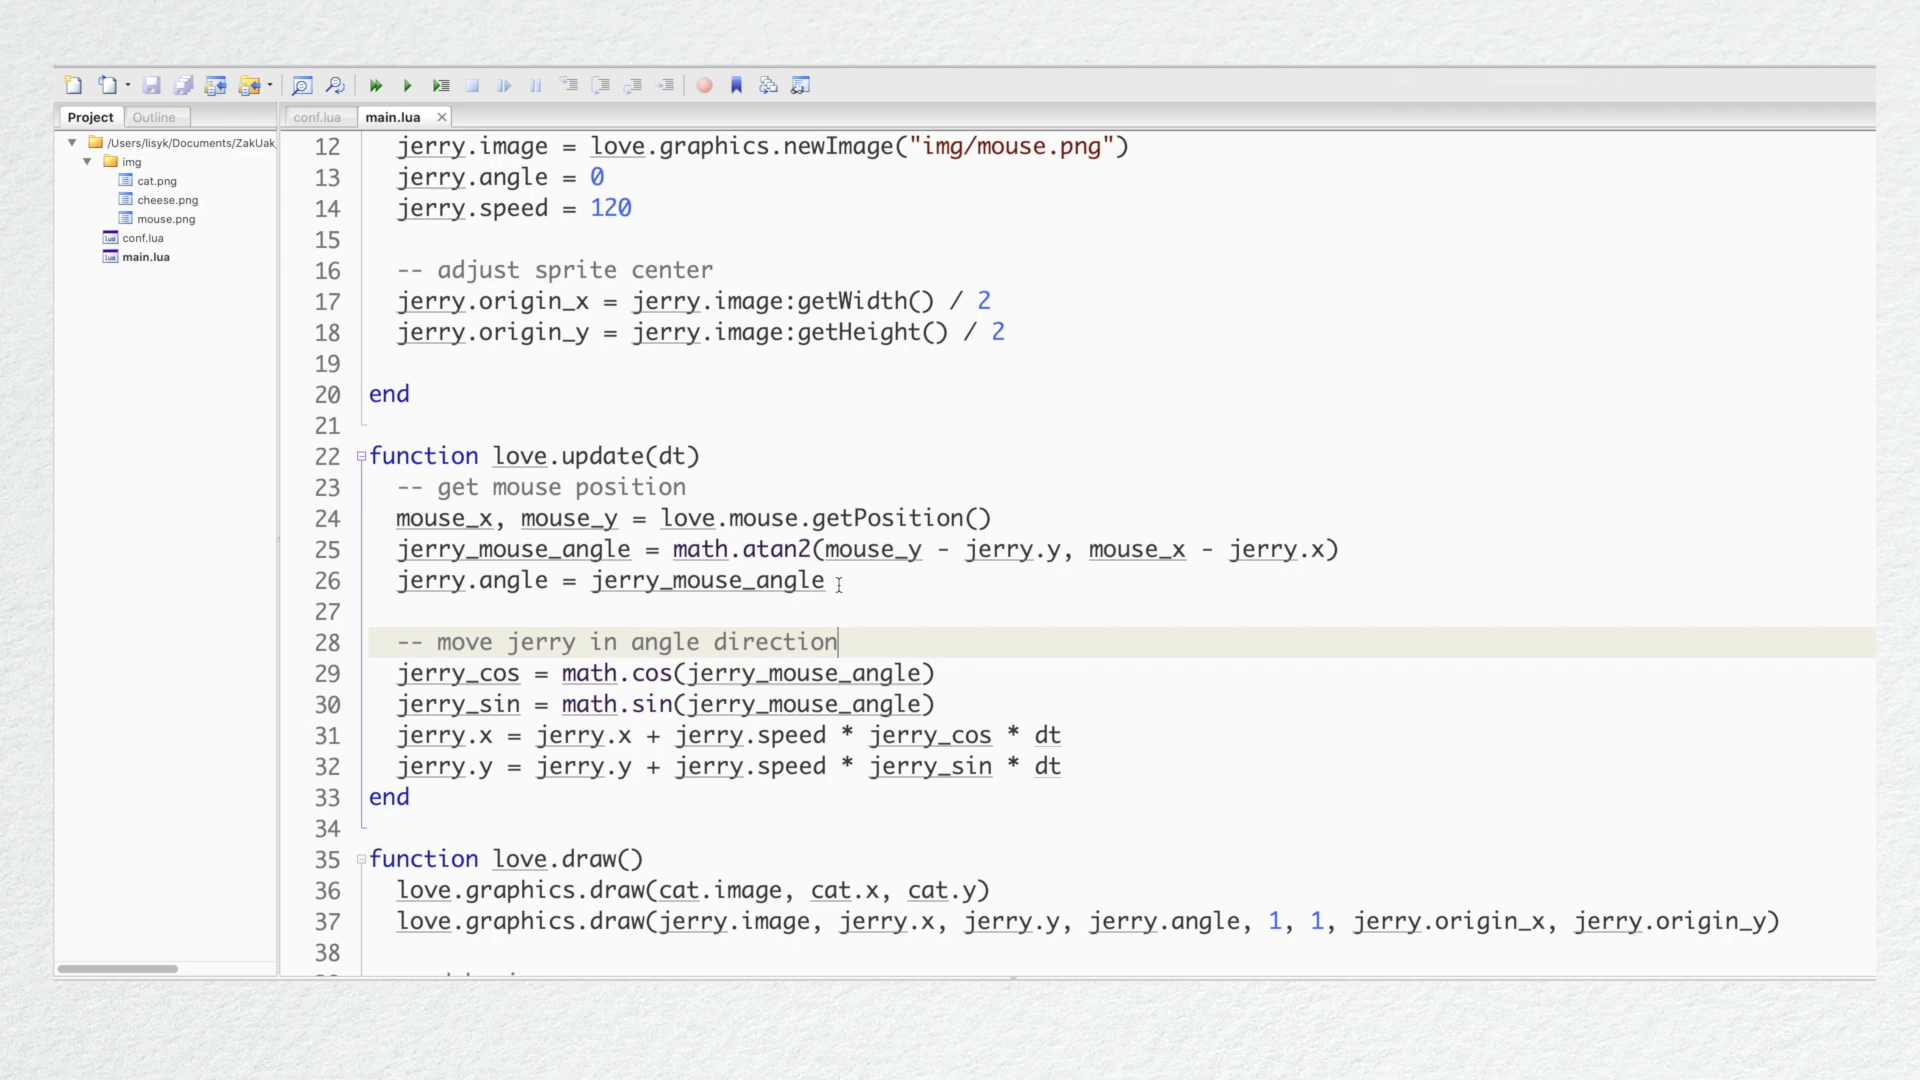 Project
Outline
/Users/lisyk/Documents/ZakUak
img
cat.png
cheese.png
mouse.png
conf.lua
main.lua
conf.lua
main.lua
12 jerry.image = love.graphics.newImage("img/mouse.png")
13 jerry.angle = 0
14 jerry.speed = 120
15
16 -- adjust sprite center
17 jerry.origin_x = jerry.image:getWidth() / 2
18 jerry.origin_y = jerry.image:getHeight() / 2
19
20 end
21
22 function love.update(dt)
23 -- get mouse position
24 mouse_x, mouse_y = love.mouse.getPosition()
25 jerry_mouse_angle = math.atan2(mouse_y - jerry.y, mouse_x - jerry.x)
26 jerry.angle = jerry_mouse_angle
27
28 -- move jerry in angle direction
29 jerry_cos = math.cos(jerry_mouse_angle)
30 jerry_sin = math.sin(jerry_mouse_angle)
31 jerry.x = jerry.x + jerry.speed * jerry_cos * dt
32 jerry.y = jerry.y + jerry.speed * jerry_sin * dt
33 end
34
35 function love.draw()
36 love.graphics.draw(cat.image, cat.x, cat.y)
37 love.graphics.draw(jerry.image, jerry.x, jerry.y, jerry.angle, 1, 1, jerry.origin_x, jerry.origin_y)
38